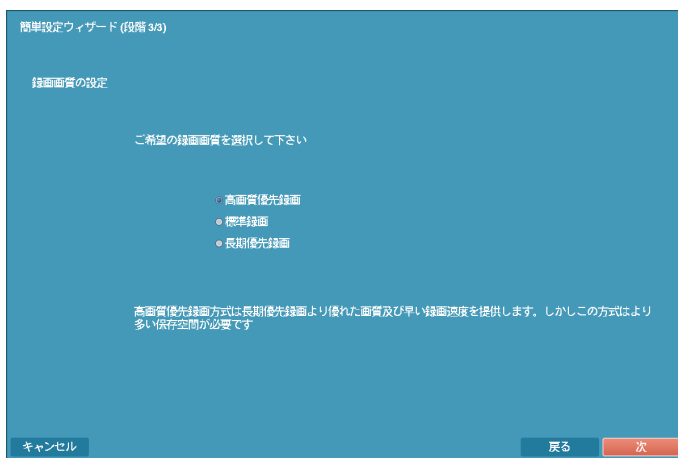 簡単設定ウィザード (段階 3/3)
録画画質の設定
ご希望の録画画質を選択して下さい
高画質優先録画
標準録画
長期優先録画
高画質優先録画方式は長期優先録画より優れた画質及び早い録画速度を提供します。しかしこの方式はより
多い保存空間が必要です
キャンセル
戻る
次